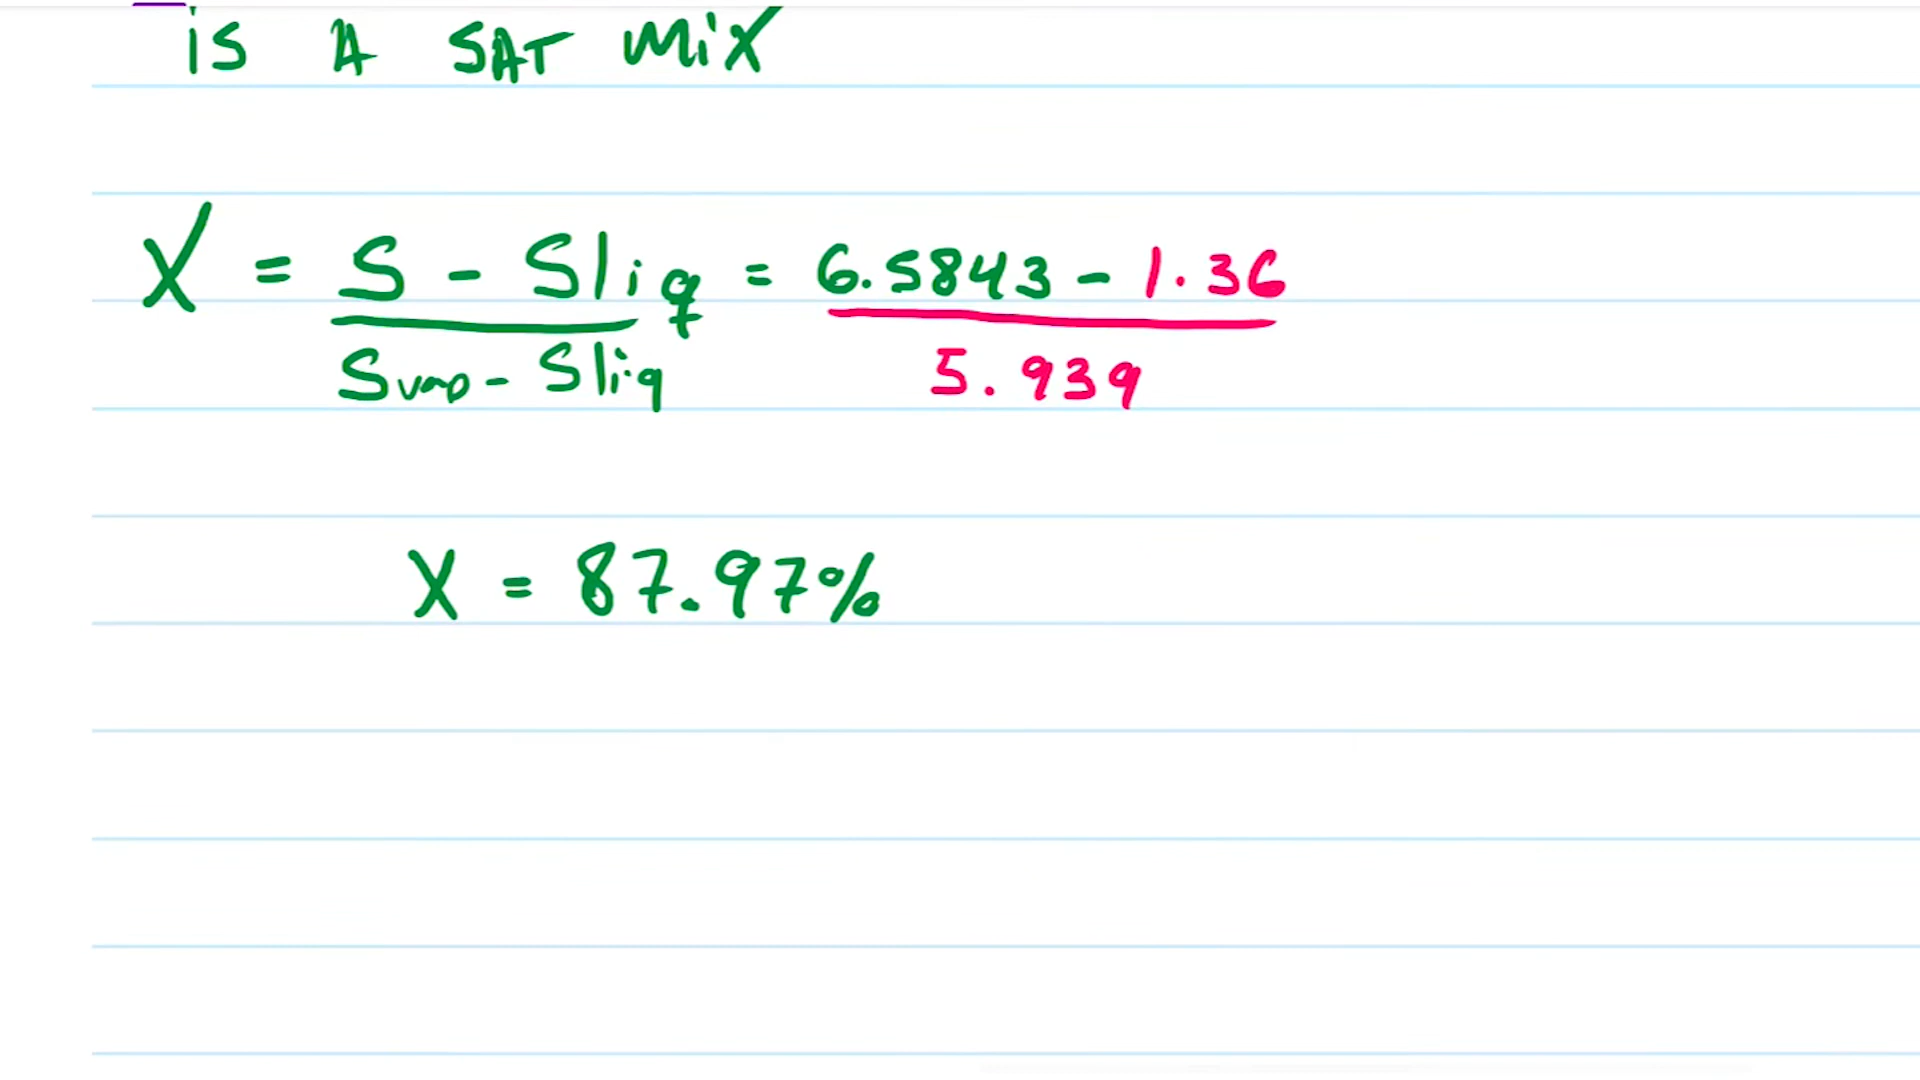 is A SAT Mix
X = S - Sliq = 6.5843 - 1.36
Svap - Sliq 5.939
X = 87.97%